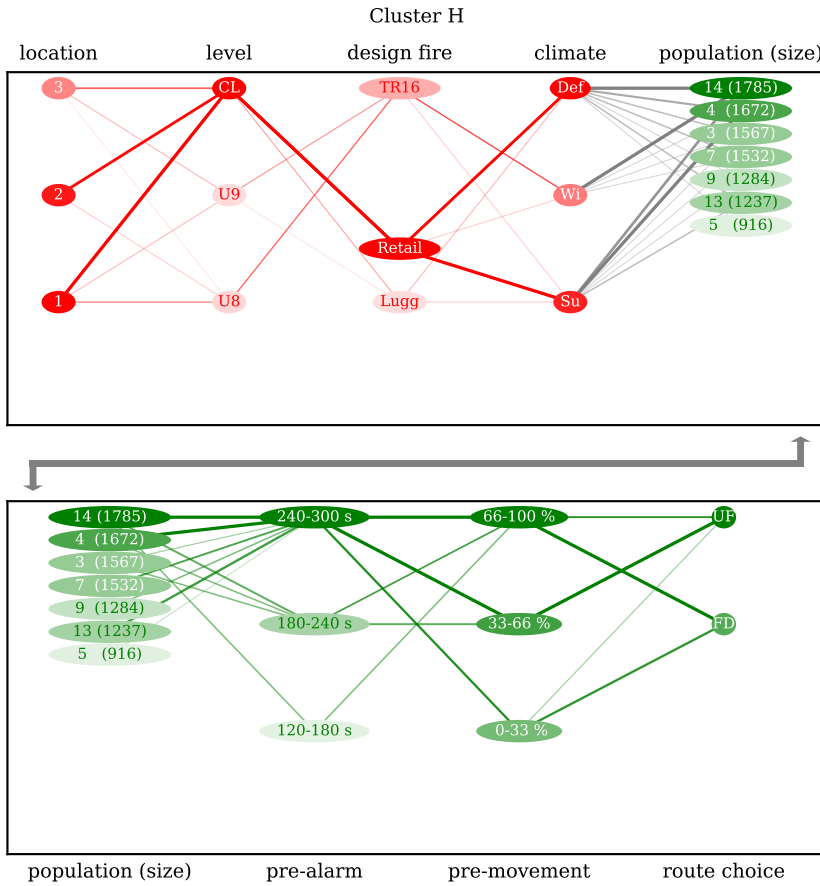 Cluster H
location level design fire climate population (size)
3 CL TR16 Def 14 (1785)
4 (1672)
3 (1567)
7 (1532)
2 U9 Wi 9 (1284)
13 (1237)
5 (916)
Retail
1 U8 Lugg Su
14 (1785) 240-300 s 66-100 % UF
4 (1672)
3 (1567)
7 (1532)
9 (1284)
13 (1237) 180-240 s 33-66 % FD
5 (916)
120-180 s 0-33 %
population (size) pre-alarm pre-movement route choice